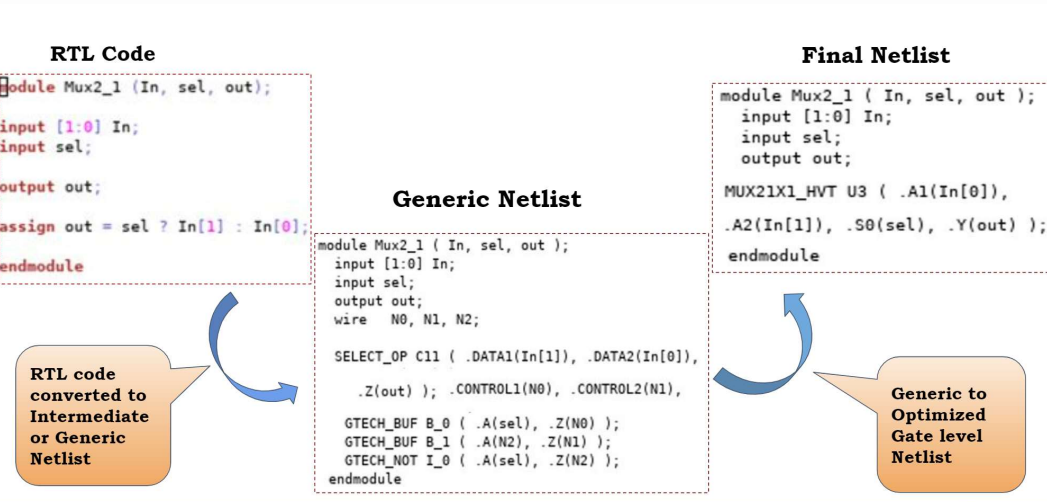 RTL Code
module Mux2_1 (In, sel, out);
input [1:0] In;
input sel;
output out;
assign out = sel ? In[1] : In[0];
endmodule
RTL code
converted to
Intermediate
or Generic
Netlist
Generic Netlist
module Mux2_1 ( In, sel, out );
input [1:0] In;
input sel;
output out;
wire N0, N1, N2;
SELECT_OP C11 ( .DATA1(In[1]), .DATA2(In[0]),
.Z(out) ); .CONTROL1(N0), .CONTROL2(N1),
GTECH_BUF B_0 ( .A(sel), .Z(N0) );
GTECH_BUF B_1 ( .A(N2), .Z(N1) );
GTECH_NOT I_0 ( .A(sel), .Z(N2) );
endmodule
Final Netlist
module Mux2_1 ( In, sel, out );
input [1:0] In;
input sel;
output out;
MUX21X1_HVT U3 ( .A1(In[0]),
.A2(In[1]), .S0(sel), .Y(out) );
endmodule
Generic to
Optimized
Gate level
Netlist